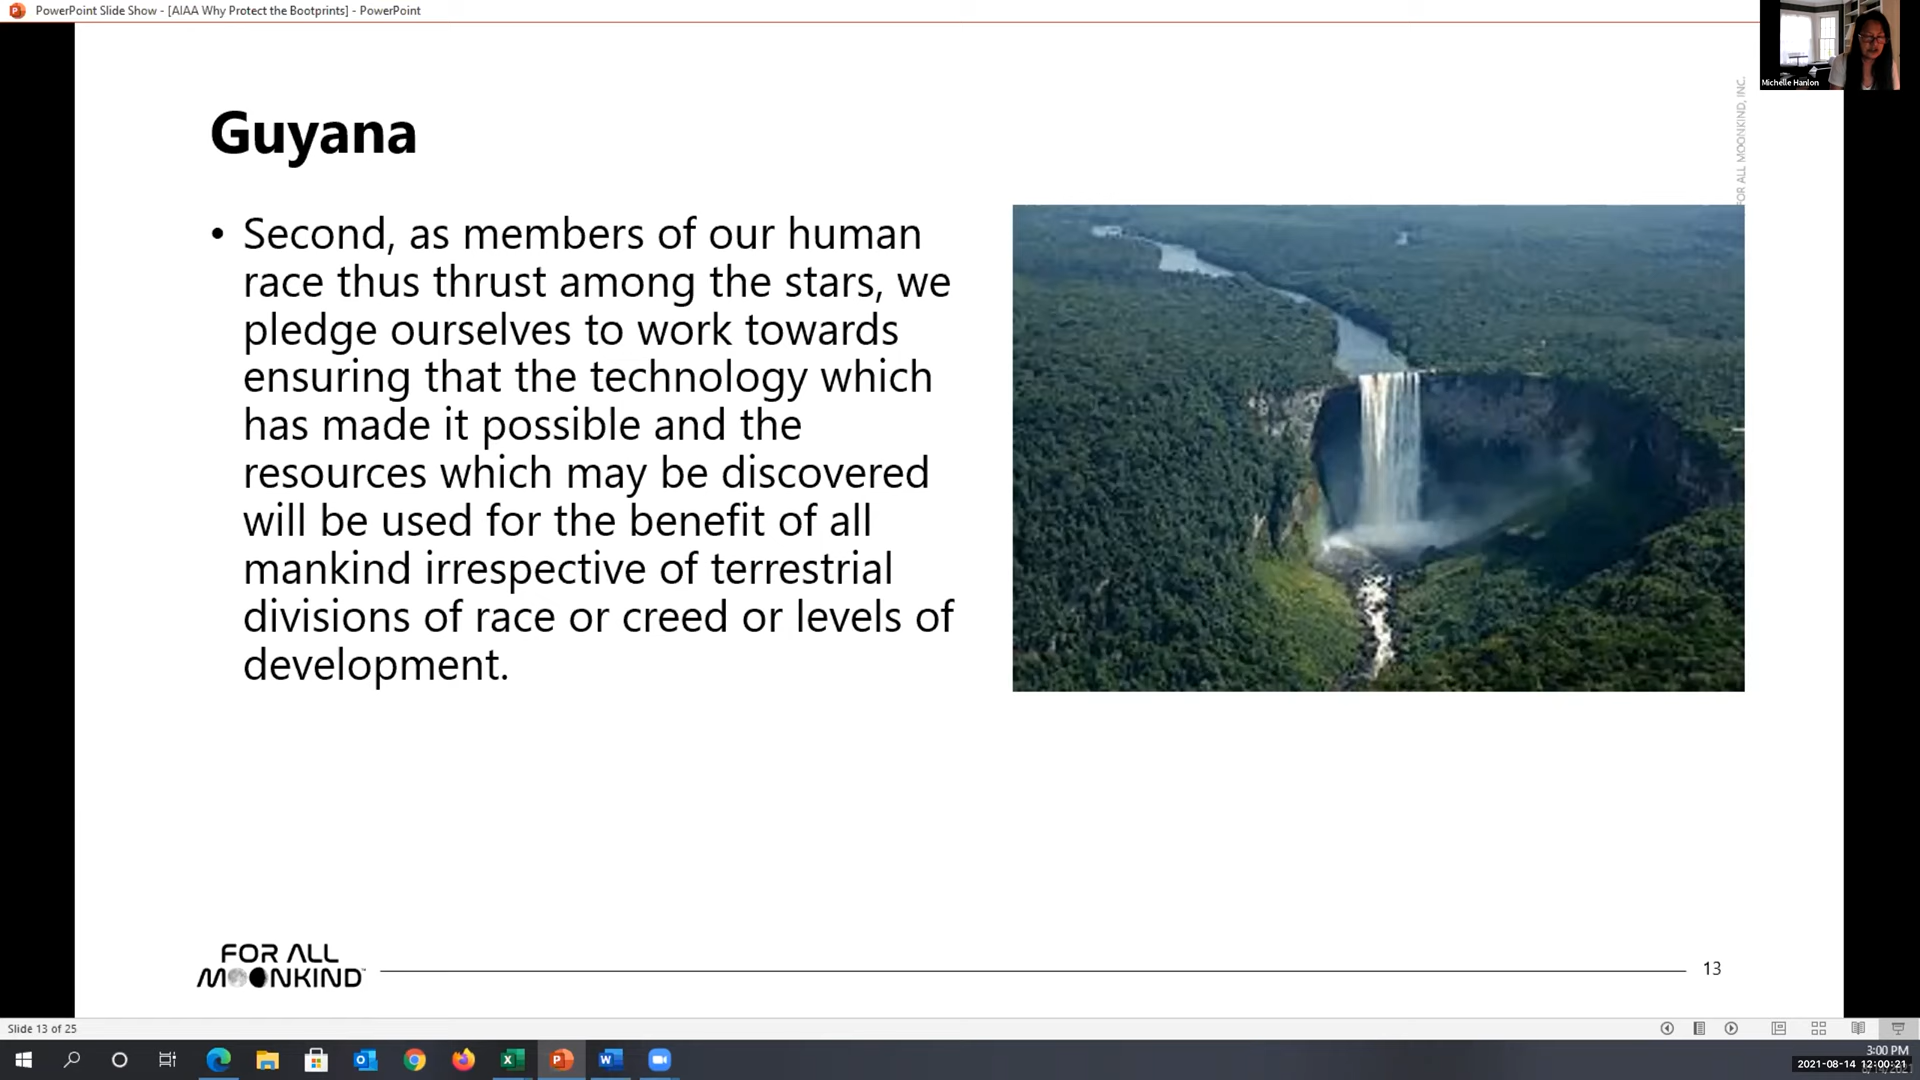 PowerPoint Slide Show - [AIAA Why Protect the Bootprints] - PowerPoint
Michelle Hanlon
FOR ALL MOONKIND, INC.
Guyana
• Second, as members of our human
race thus thrust among the stars, we
pledge ourselves to work towards
ensuring that the technology which
has made it possible and the
resources which may be discovered
will be used for the benefit of all
mankind irrespective of terrestrial
divisions of race or creed or levels of
development.
FOR ALL
MOONKIND
13
Slide 13 of 25
3:00 PM
2021-08-14 12:00:21